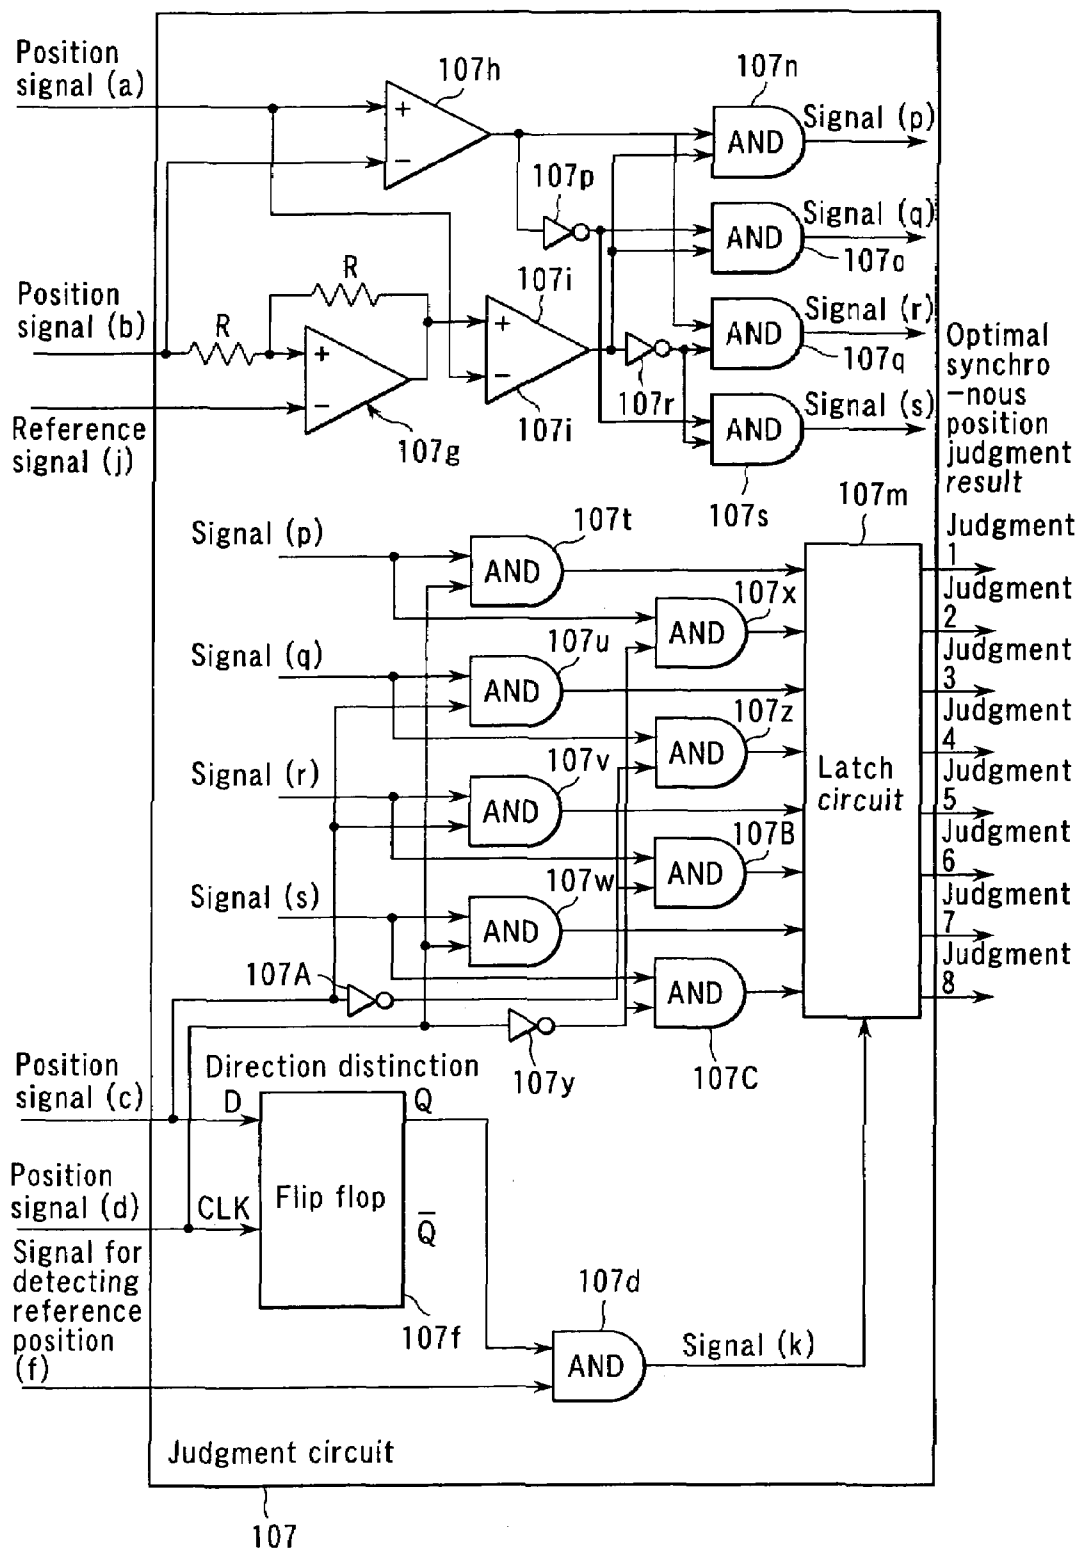 Position
signal (a)
107h
+
−
107n
AND
Signal (p)
107p
Signal (q)
AND
107o
Position
signal (b)
R
R
107i
+
−
+
−
Signal (r)
AND
107q
107r
107i
Signal (s)
AND
107s
Reference
signal (j)
107g
Optimal
synchro
-nous
position
judgment
result
107m
Signal (p)
107t
AND
Judgment
1
Judgment
2
Judgment
3
Judgment
4
Judgment
5
Judgment
6
Judgment
7
Judgment
8
107x
AND
Signal (q)
107u
AND
107z
AND
Signal (r)
107v
AND
Latch
circuit
107B
AND
Signal (s)
107w
AND
107A
AND
107C
107y
Position
signal (c)
Direction distinction
D
Q
Flip flop
Position
signal (d)
CLK
Q̅
107f
Signal for
detecting
reference
position
(f)
107d
AND
Signal (k)
Judgment circuit
107